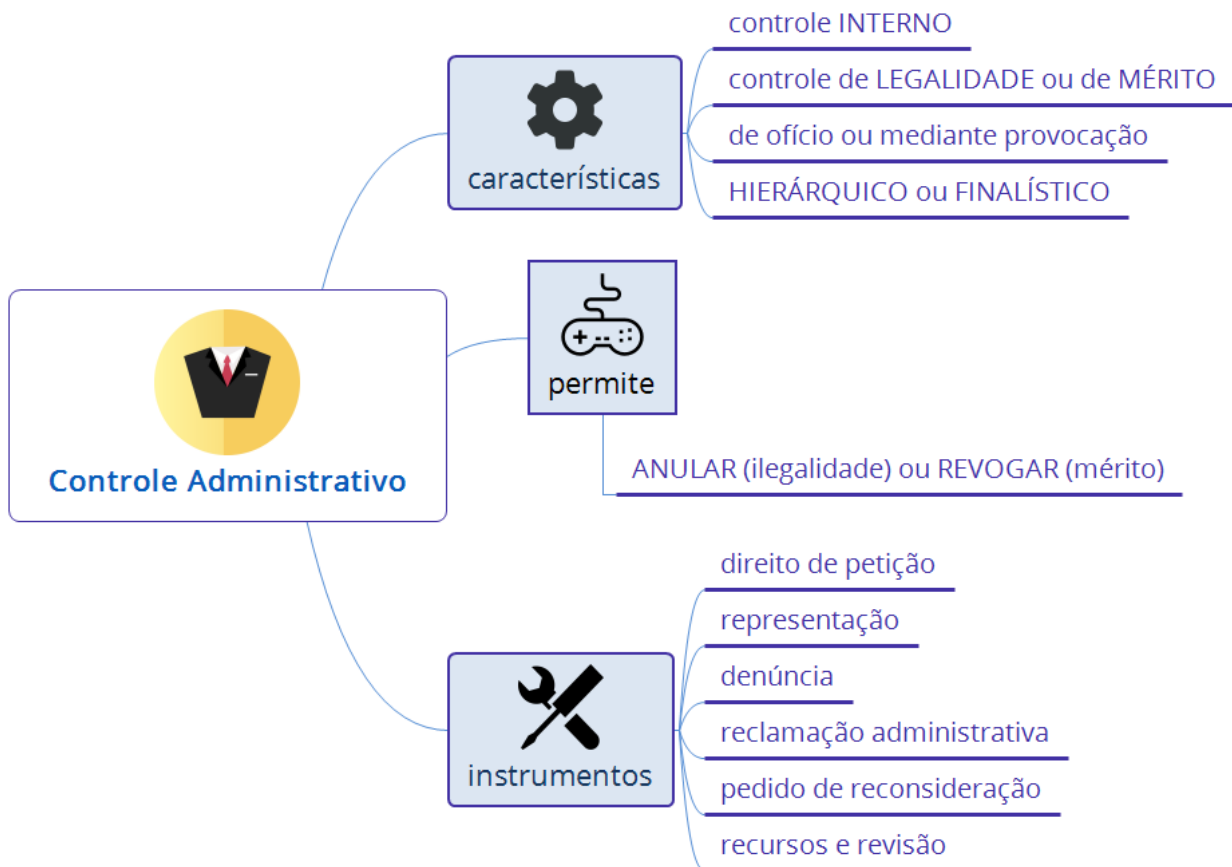 controle INTERNO
controle de LEGALIDADE ou de MÉRITO
de ofício ou mediante provocação
HIERÁRQUICO ou FINALÍSTICO
características
permite
ANULAR (ilegalidade) ou REVOGAR (mérito)
Controle Administrativo
direito de petição
representação
denúncia
reclamação administrativa
pedido de reconsideração
recursos e revisão
instrumentos